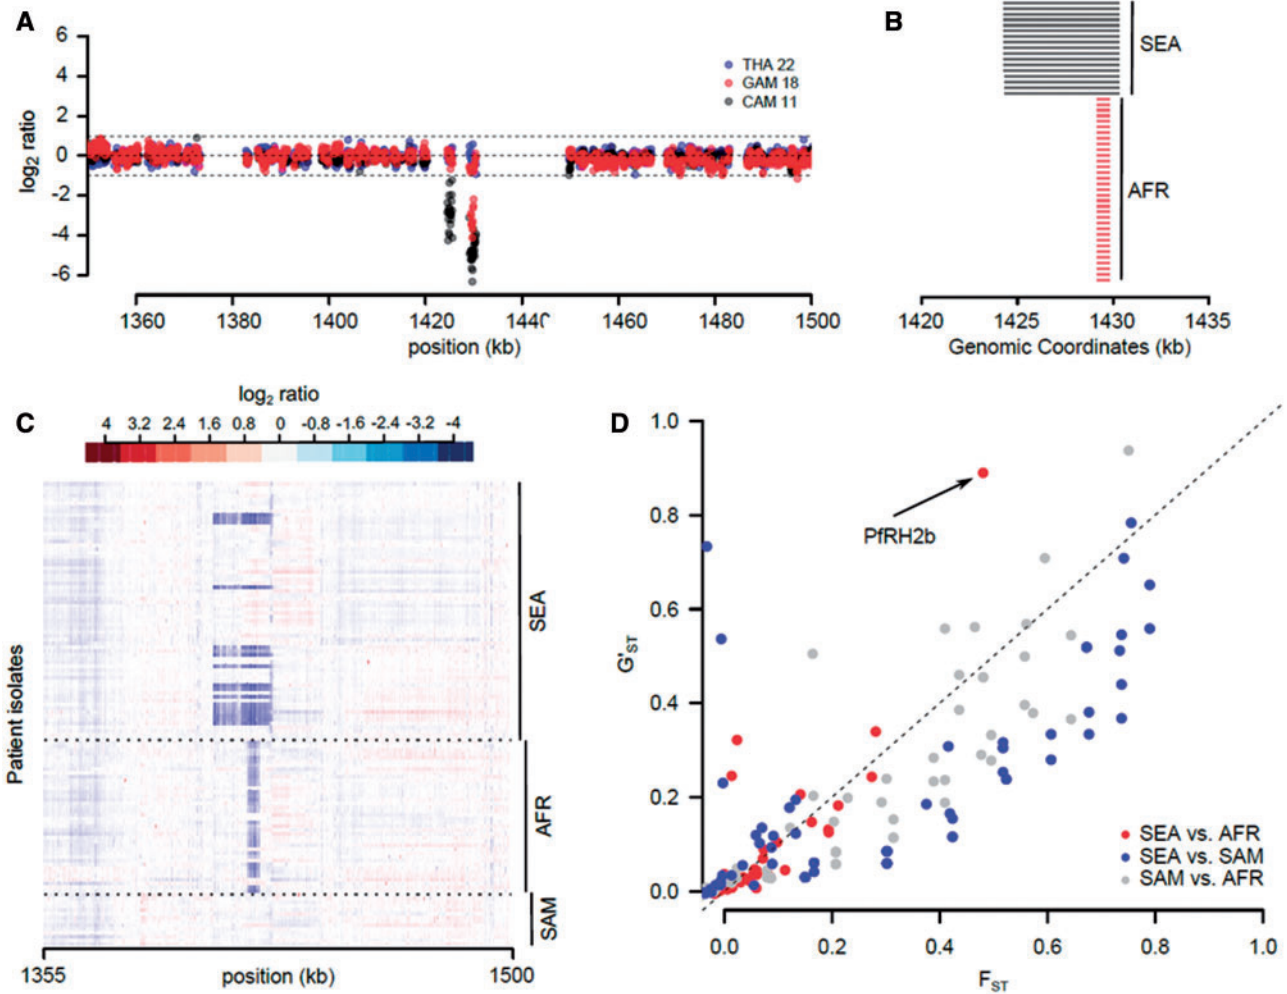 A
6
4
2
0
-2
-4
-6
log2 ratio
THA 22
GAM 18
CAM 11
1360 1380 1400 1420 1440 1460 1480 1500
position (kb)
B
SEA
AFR
1420 1425 1430 1435
Genomic Coordinates (kb)
C
log2 ratio
4 3.2 2.4 1.6 0.8 0 -0.8 -1.6 -2.4 -3.2 -4
Patient isolates
SEA
AFR
SAM
1355 1500
position (kb)
D
1.0
0.8
0.6
0.4
0.2
0.0
G'ST
PfRH2b
SEA vs. AFR
SEA vs. SAM
SAM vs. AFR
0.0 0.2 0.4 0.6 0.8 1.0
FST